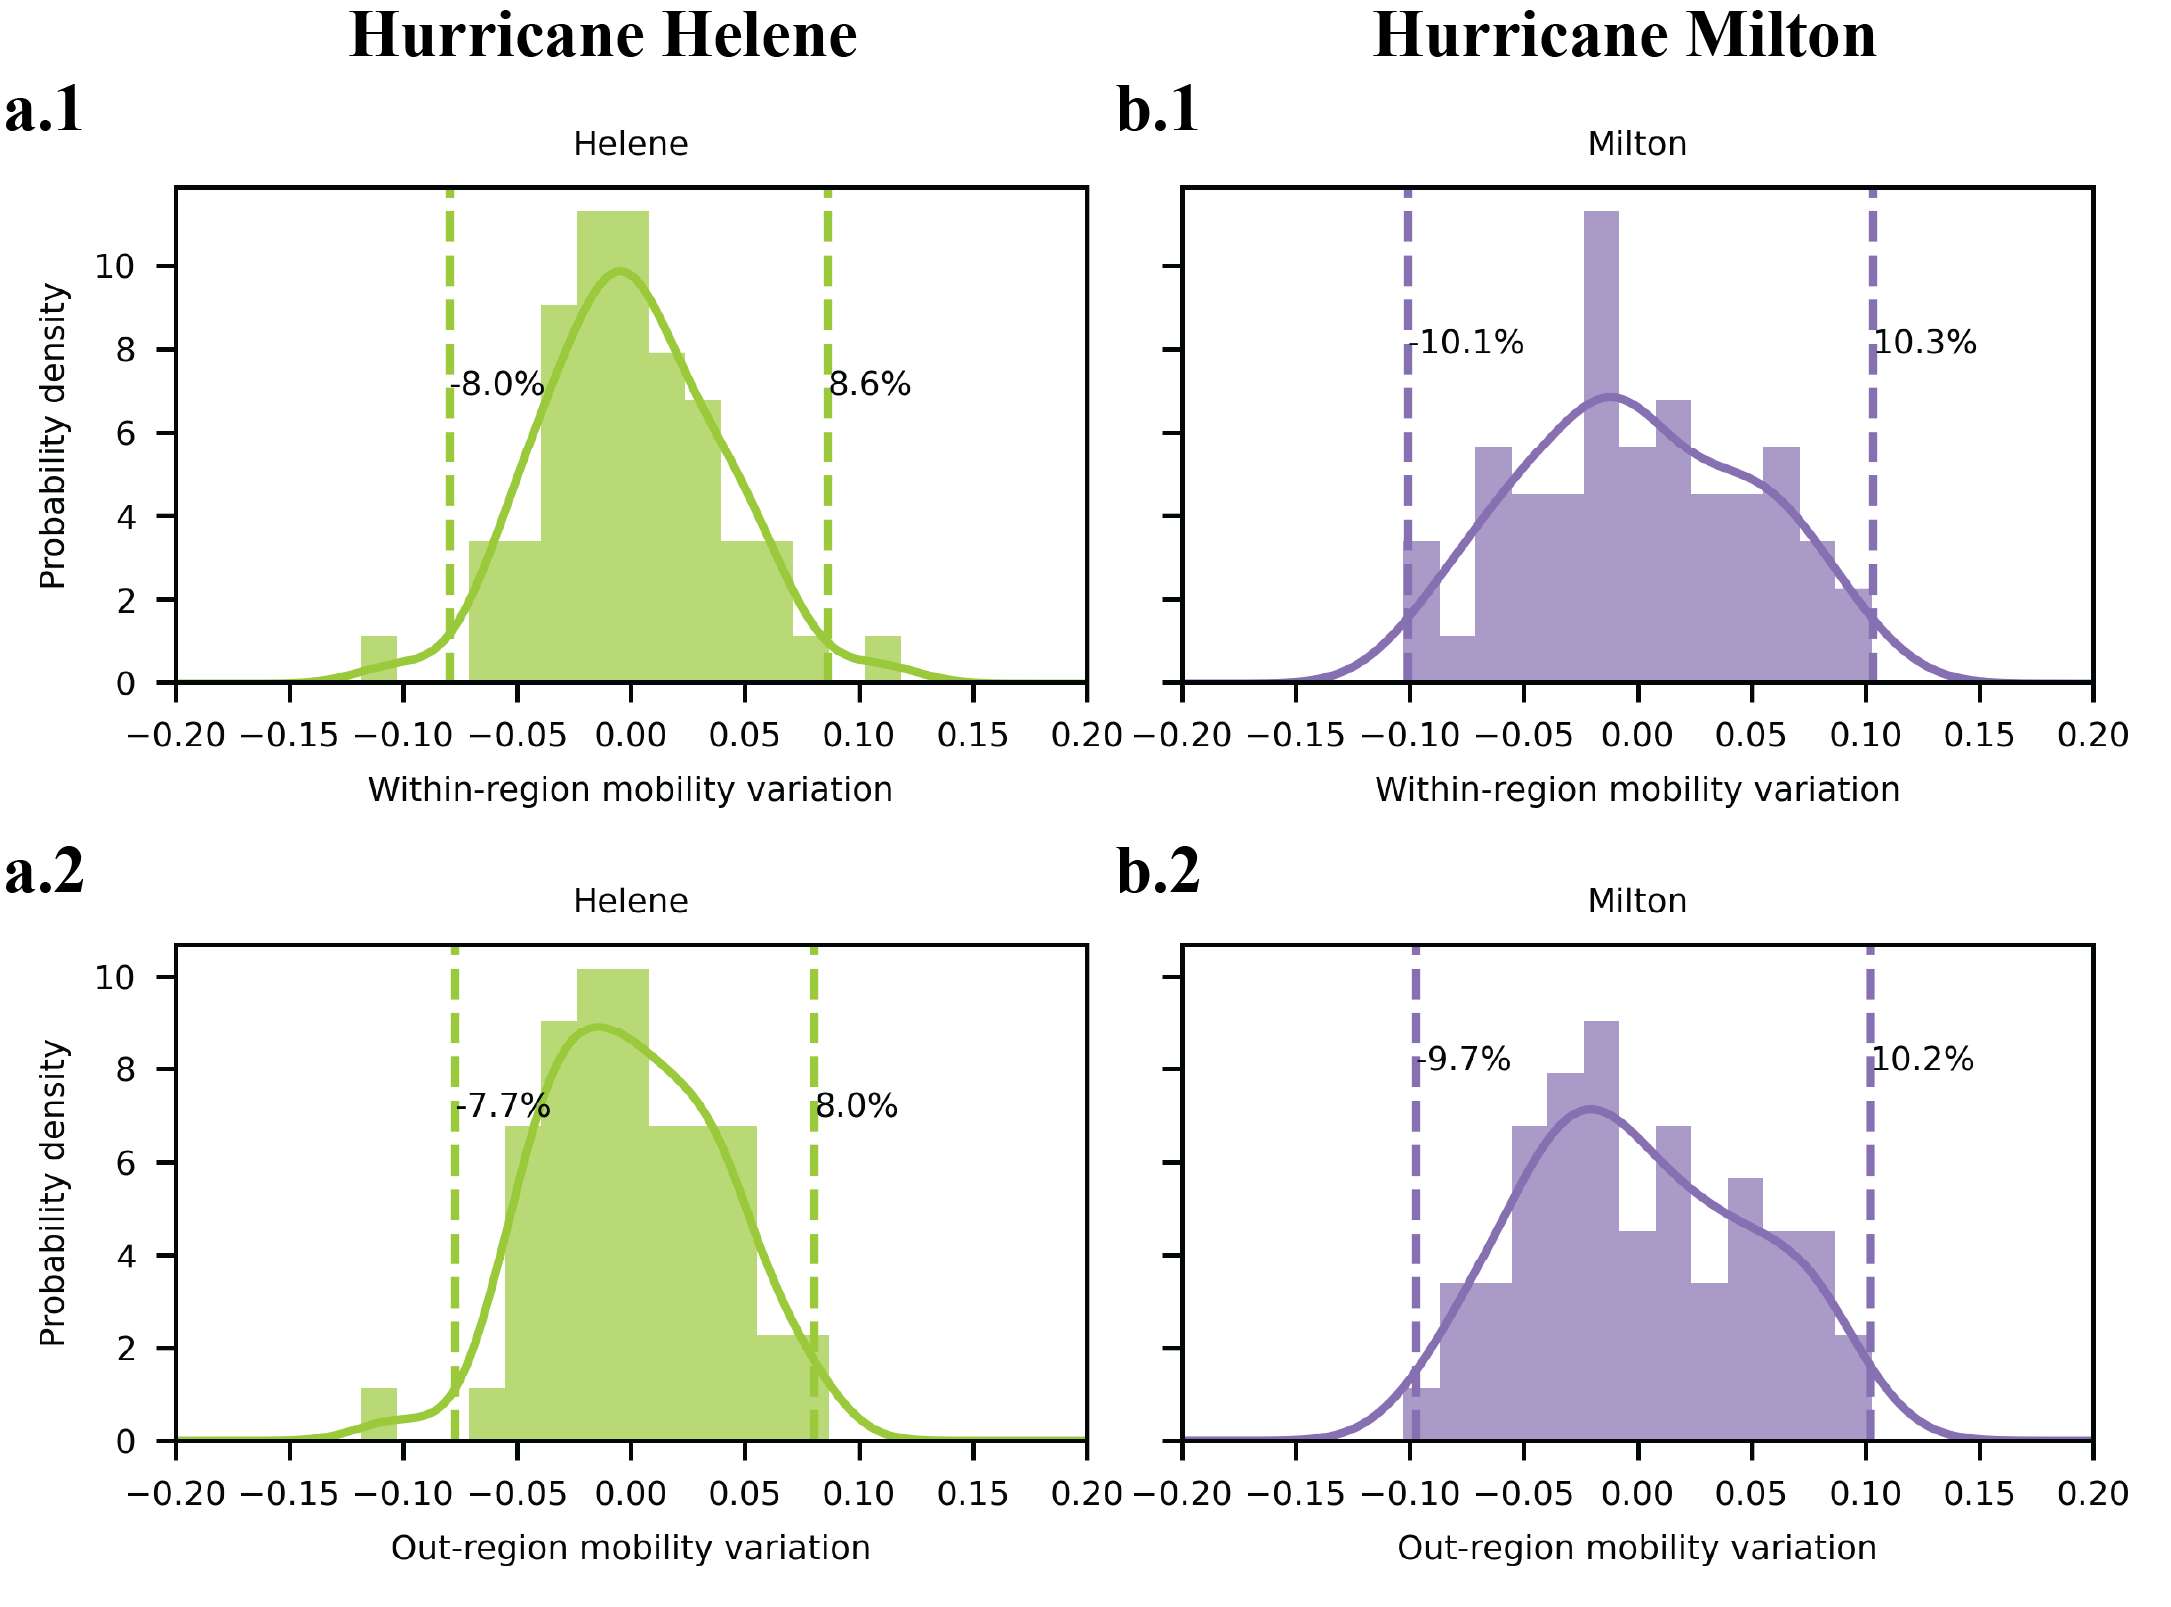 Hurricane Helene
Hurricane Milton
a.1
Helene
10
8
6
4
2
0
Probability density
-8.0%
8.6%
−0.20 −0.15 −0.10 −0.05 0.00 0.05 0.10 0.15 0.20
Within-region mobility variation
b.1
Milton
-10.1%
10.3%
−0.20 −0.15 −0.10 −0.05 0.00 0.05 0.10 0.15 0.20
Within-region mobility variation
a.2
Helene
10
8
6
4
2
0
Probability density
-7.7%
8.0%
−0.20 −0.15 −0.10 −0.05 0.00 0.05 0.10 0.15 0.20
Out-region mobility variation
b.2
Milton
-9.7%
10.2%
−0.20 −0.15 −0.10 −0.05 0.00 0.05 0.10 0.15 0.20
Out-region mobility variation